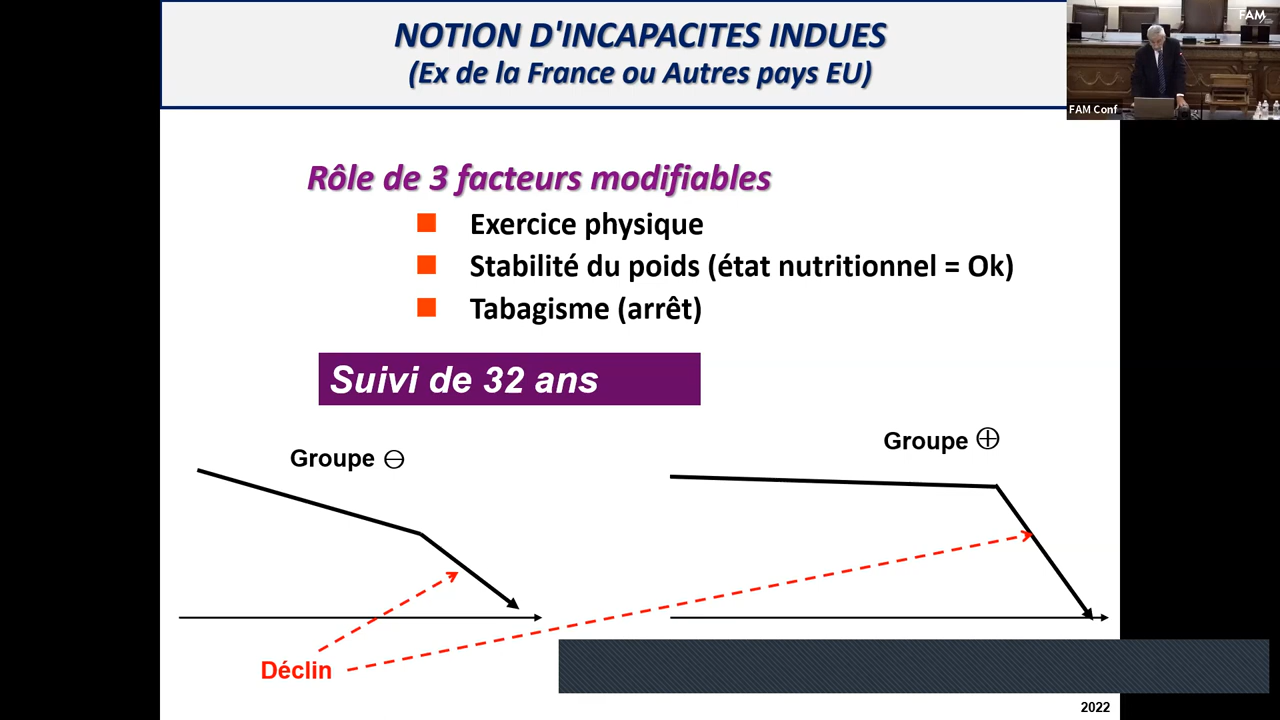 NOTION D'INCAPACITES INDUES
(Ex de la France ou Autres pays EU)
FAM
FAM Conf
Rôle de 3 facteurs modifiables
Exercice physique
Stabilité du poids (état nutritionnel = Ok)
Tabagisme (arrêt)
Suivi de 32 ans
Groupe ⊖
Groupe ⊕
Déclin
2022